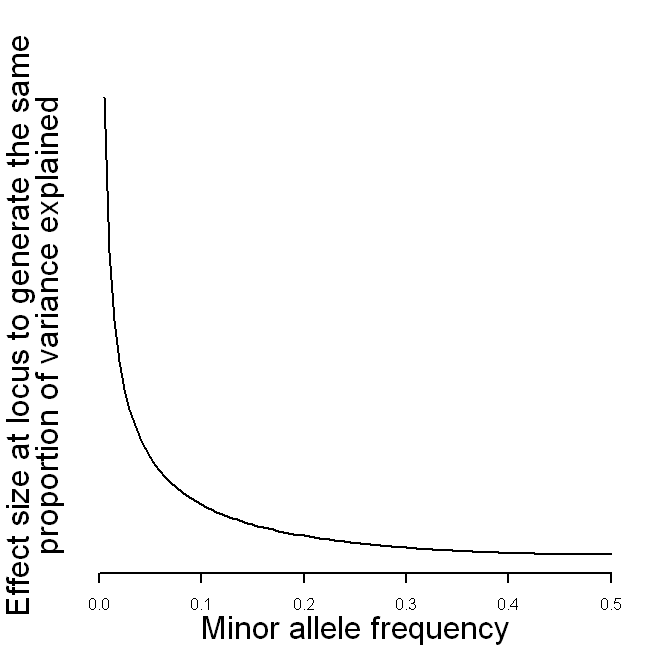 Effect size at locus to generate the same
proportion of variance explained
0.0 0.1 0.2 0.3 0.4 0.5
Minor allele frequency